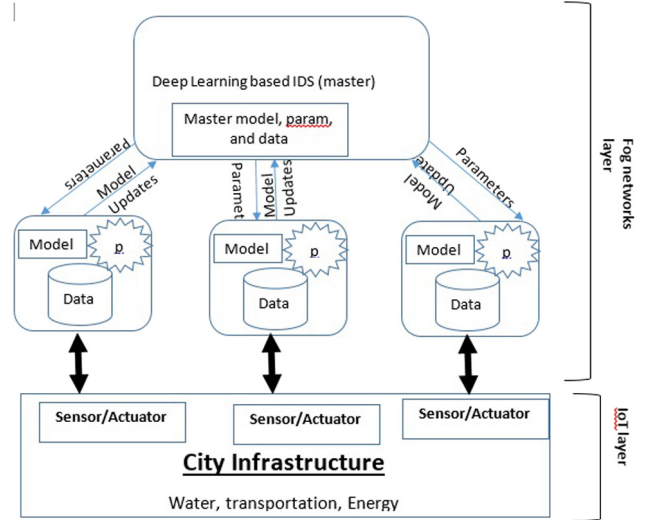 Deep Learning based IDS (master)
Master model, param,
and data
Parameters
Model
Updates
Paramet
Model
Updates
Model
Update
Parameters
Model
p
Data
Model
p
Data
Model
p
Data
Fog networks
layer
Sensor/Actuator
Sensor/Actuator
Sensor/Actuator
City Infrastructure
Water, transportation, Energy
IoT layer